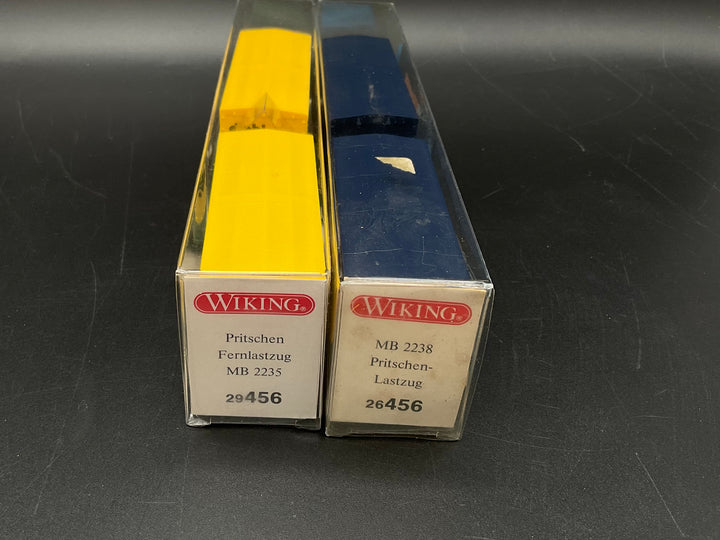 WIKING®
Pritschen
Fernlastzug
MB 2235
29456
WIKING®
MB 2238
Pritschen-
Lastzug
26456